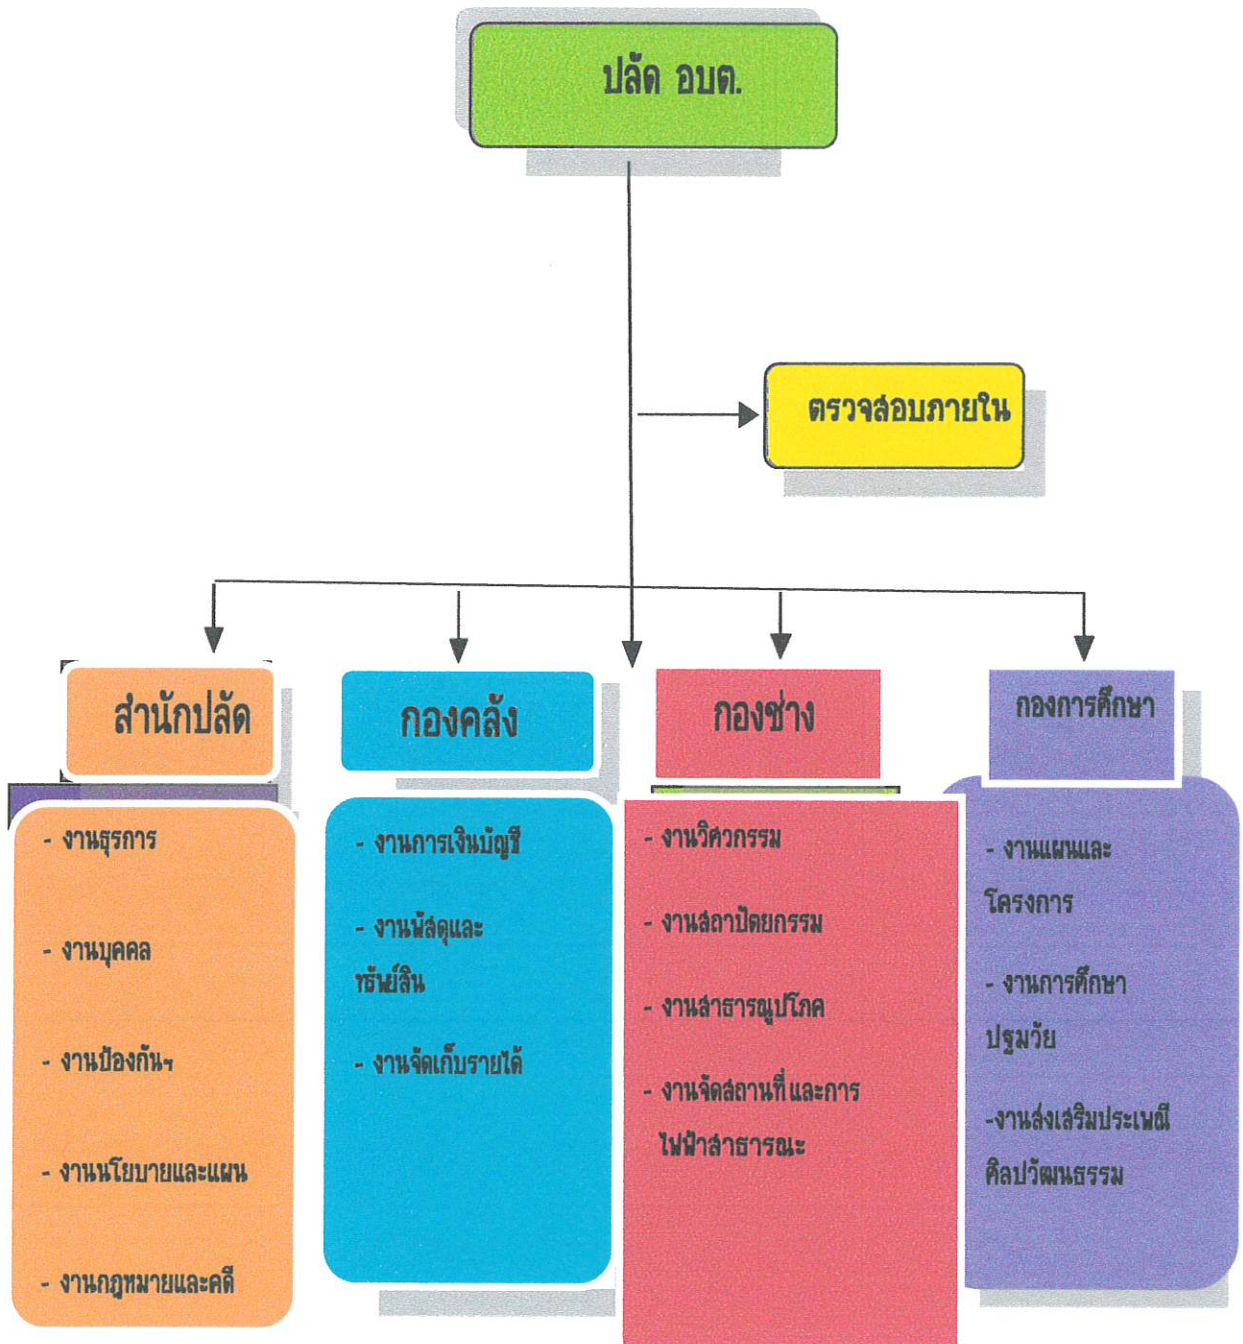 ปลัด อบต.
ตรวจสอบภายใน
สำนักปลัด
- งานธุรการ
- งานบุคคล
- งานป้องกันฯ
- งานนโยบายและแผน
- งานกฎหมายและคดี
กองคลัง
- งานการเงินบัญชี
- งานพัสดุและ
ทรัพย์สิน
- งานจัดเก็บรายได้
กองช่าง
- งานวิศวกรรม
- งานสถาปัตยกรรม
- งานสาธารณูปโภค
- งานจัดสถานที่และการ
ไฟฟ้าสาธารณะ
กองการศึกษา
- งานแผนและ
โครงการ
- งานการศึกษา
ปฐมวัย
-งานส่งเสริมประเพณี
ศิลปวัฒนธรรม